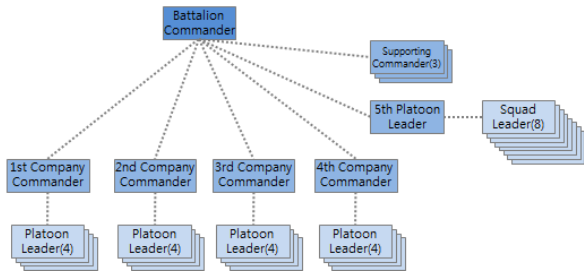 Battalion
Commander
Supporting
Commander(3)
5th Platoon
Leader
Squad
Leader(8)
1st Company
Commander
2nd Company
Commander
3rd Company
Commander
4th Company
Commander
Platoon
Leader(4)
Platoon
Leader(4)
Platoon
Leader(4)
Platoon
Leader(4)